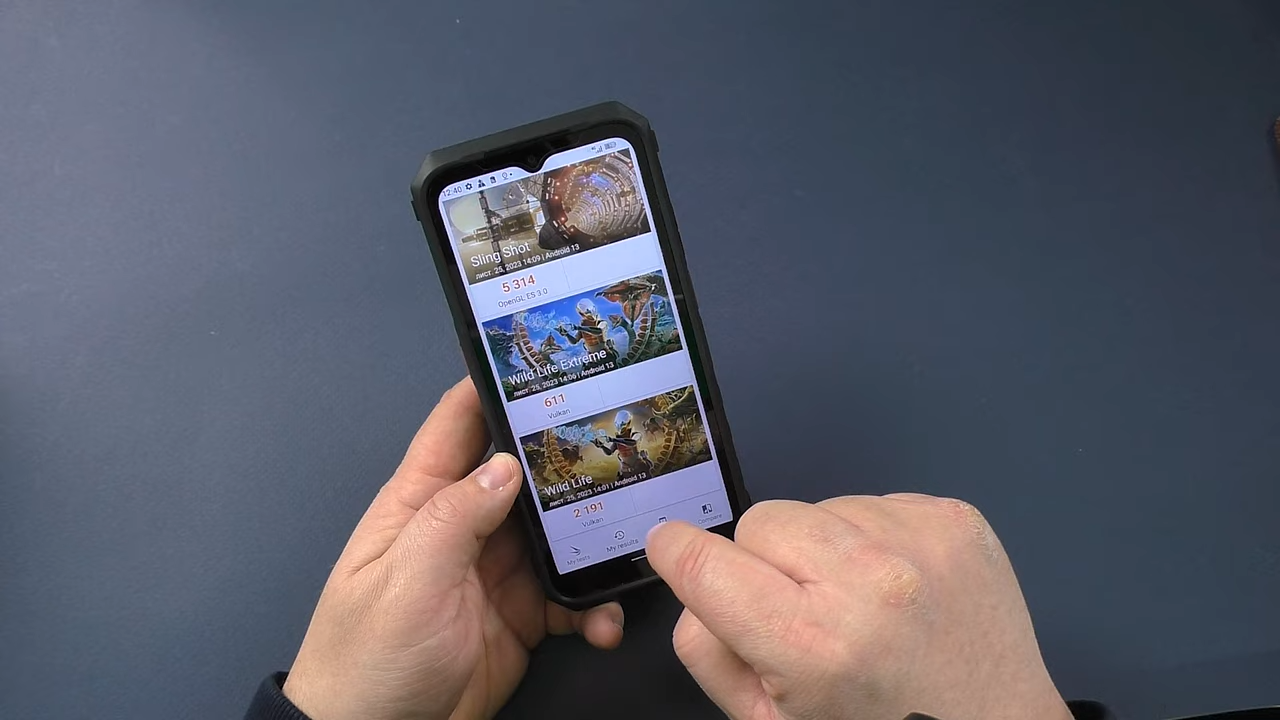 12:40
Sling Shot
лист. 25, 2023 14:09 | Android 13
5 314
OpenGL ES 3.0
Wild Life Extreme
лист. 25, 2023 14:06 | Android 13
611
Vulkan
Wild Life
лист. 25, 2023 14:01 | Android 13
2 191
Vulkan
My tests
My results
Compare